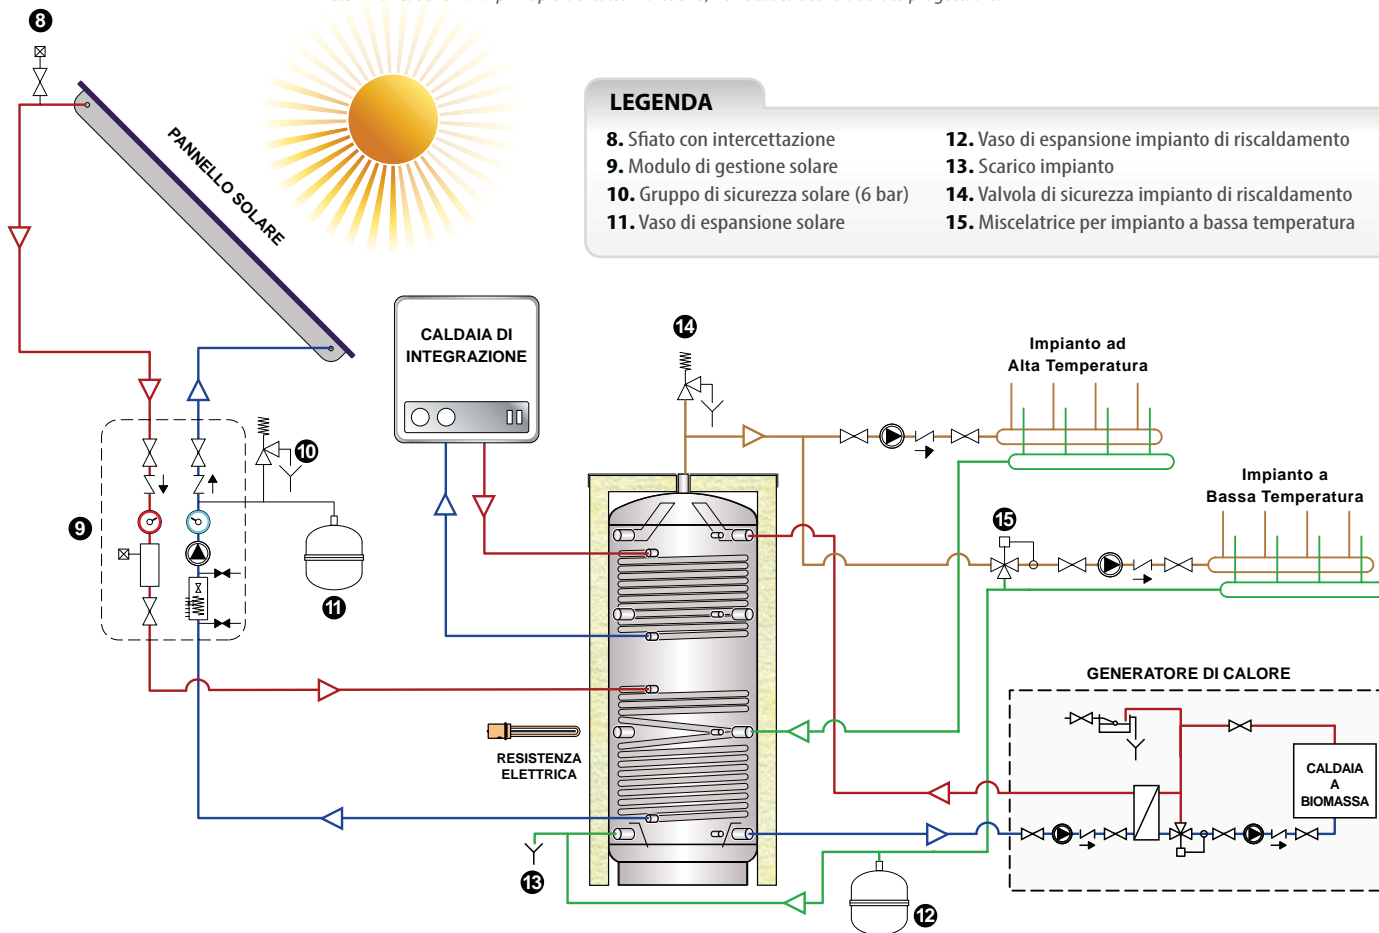 8
LEGENDA
8. Sfiato con intercettazione
9. Modulo di gestione solare
10. Gruppo di sicurezza solare (6 bar)
11. Vaso di espansione solare
12. Vaso di espansione impianto di riscaldamento
13. Scarico impianto
14. Valvola di sicurezza impianto di riscaldamento
15. Miscelatrice per impianto a bassa temperatura
PANNELLO SOLARE
CALDAIA DI
INTEGRAZIONE
14
Impianto ad
Alta Temperatura
10
9
11
Impianto a
Bassa Temperatura
15
GENERATORE DI CALORE
RESISTENZA
ELETTRICA
CALDAIA
A
BIOMASSA
13
12